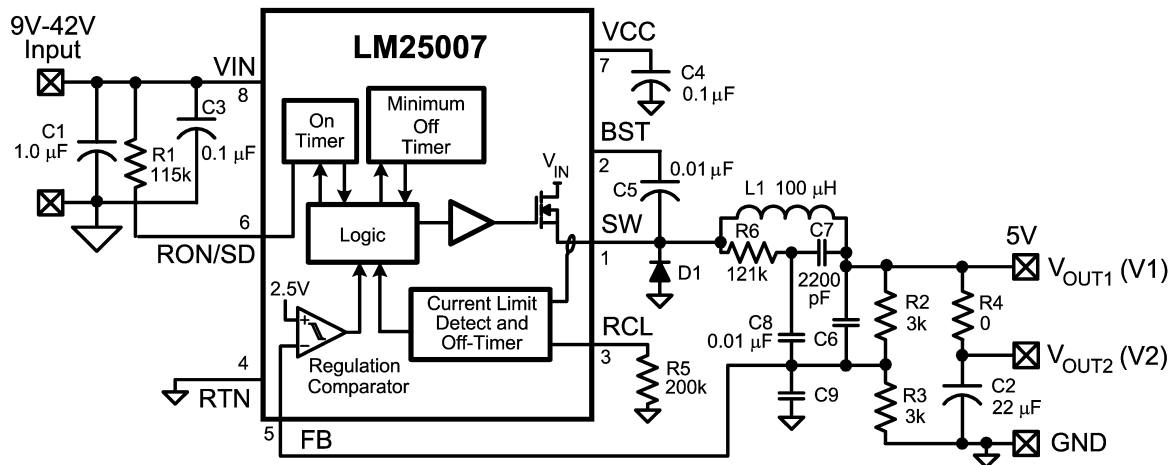 9V-42V
Input
VIN
8
C1
1.0 µF
R1
115k
C3
0.1 µF
6
RON/SD
LM25007
On
Timer
Minimum
Off
Timer
Logic
VIN
2.5V
+
−
Regulation
Comparator
Current Limit
Detect and
Off-Timer
4
RTN
5
FB
VCC
7
C4
0.1 µF
BST
2
0.01 µF
C5
SW
1
D1
RCL
3
R5
200k
L1 100 µH
R6
121k
C7
2200
pF
C8
0.01 µF
C6
C9
R2
3k
R3
3k
R4
0
C2
22 µF
5V
VOUT1 (V1)
VOUT2 (V2)
GND